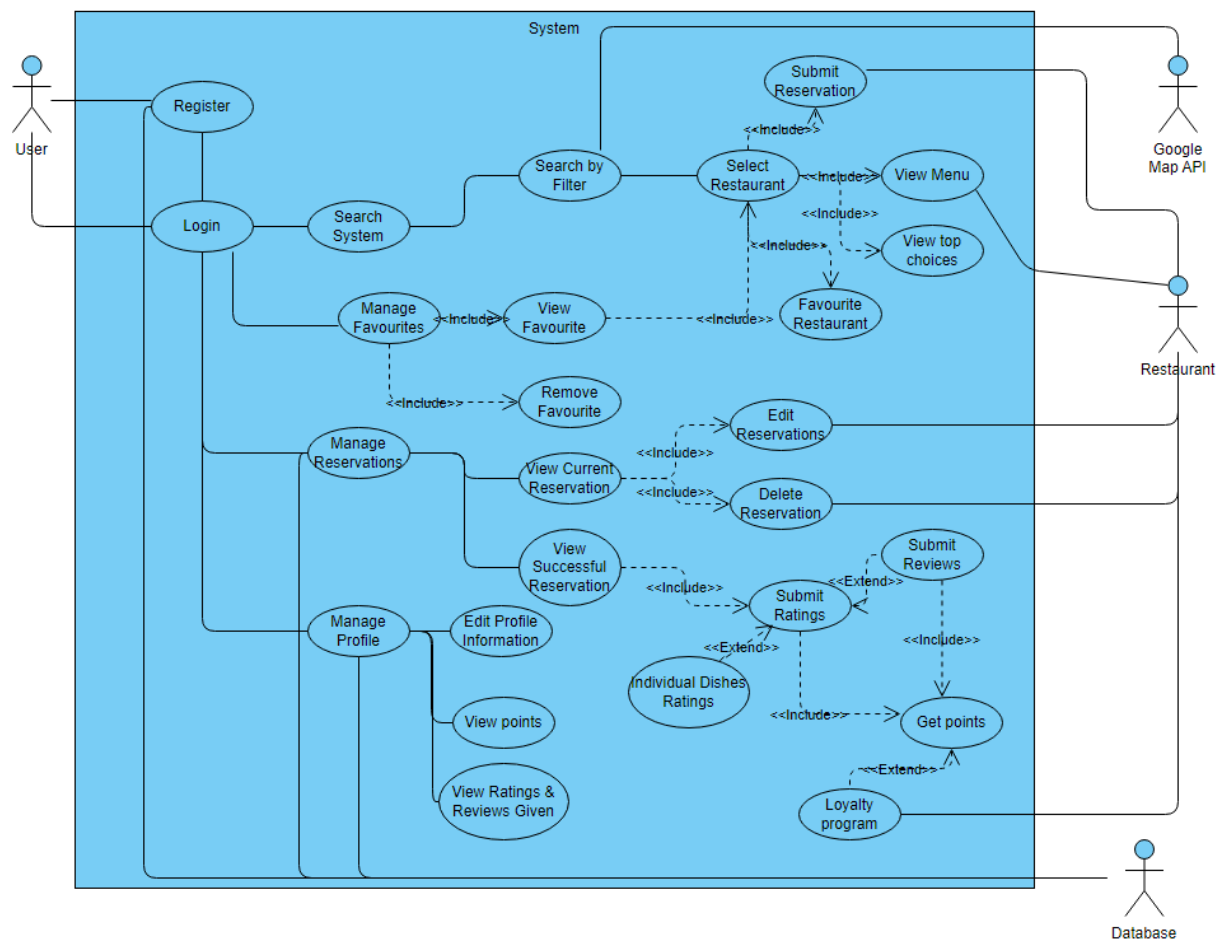 System
User
Register
Submit
Reservation
<<Include>>
Google
Map API
Search by
Filter
Select
Restaurant
<<Include>>
View Menu
Login
Search
System
<<Include>>
<<Include>>
View top
choices
Manage
Favourites
<<Include>>
View
Favourite
<<Include>>
Favourite
Restaurant
Restaurant
<<Include>>
Remove
Favourite
Edit
Reservations
Manage
Reservations
<<Include>>
View Current
Reservation
<<Include>>
Delete
Reservation
View
Successful
Reservation
<<Include>>
Submit
Reviews
<<Extend>>
Submit
Ratings
Manage
Profile
Edit Profile
Information
<<Extend>>
<<Include>>
Individual Dishes
Ratings
<<Include>>
Get points
View points
<<Extend>>
View Ratings &
Reviews Given
Loyalty
program
Database